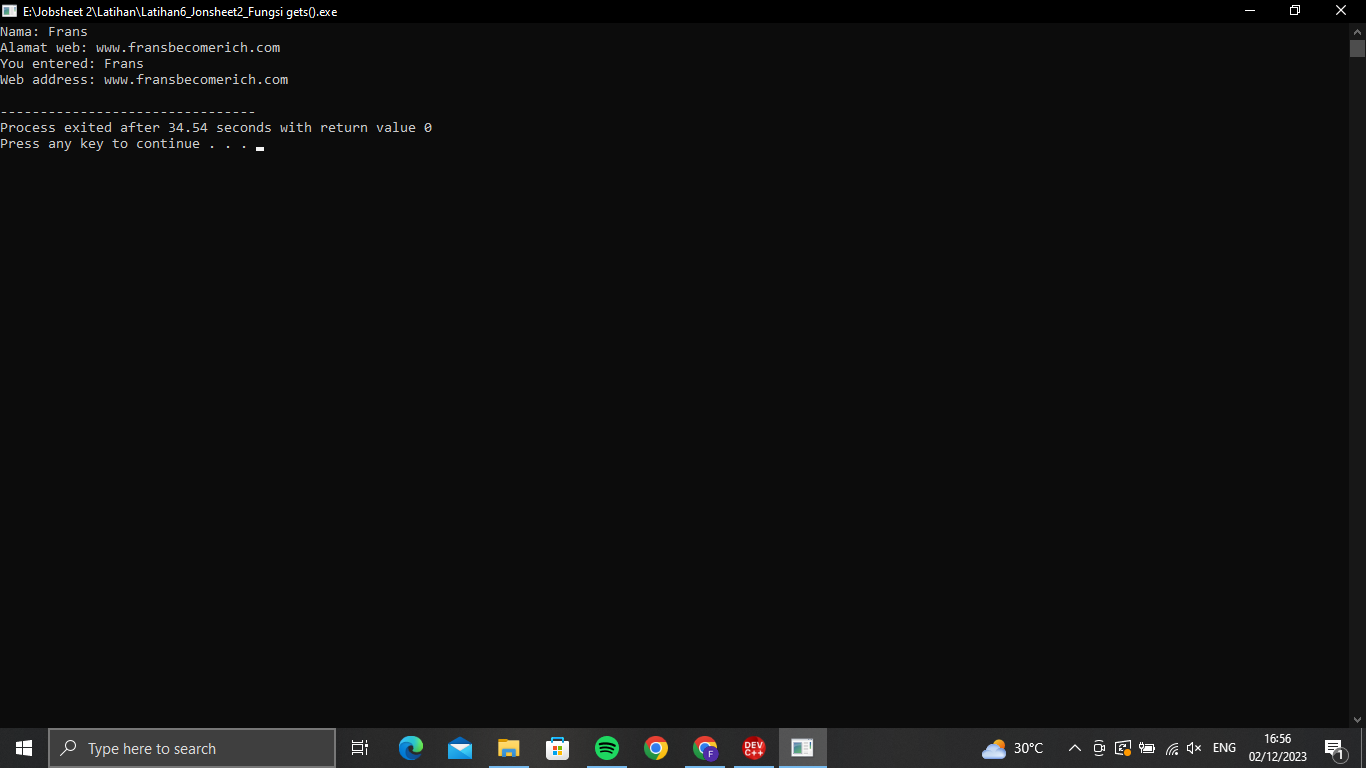 E:\Jobsheet 2\Latihan\Latihan6_Jonsheet2_Fungsi gets().exe
Nama: Frans
Alamat web: www.fransbecomerich.com
You entered: Frans
Web address: www.fransbecomerich.com
--------------------------------
Process exited after 34.54 seconds with return value 0
Press any key to continue . . .
Type here to search
DEV C++
F
30°C
ENG
16:56
02/12/2023
1